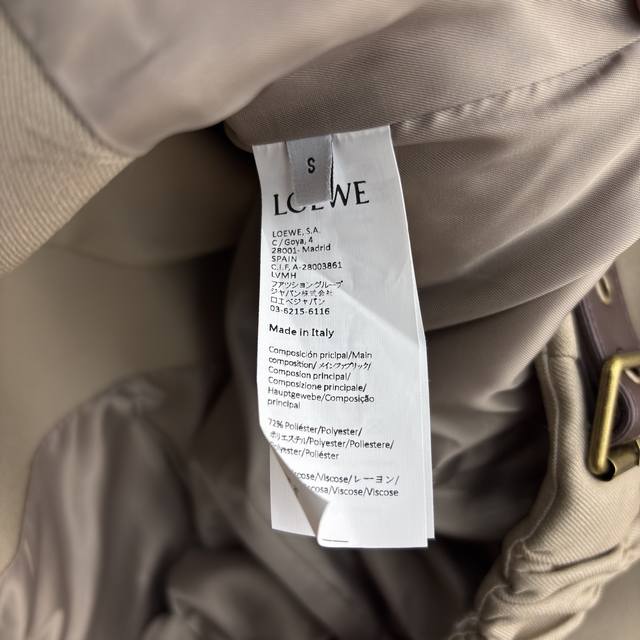 S
LOEWE
LOEWE, S.A.
C / Goya, 4
28001- Madrid
SPAIN
C.I.F. A-28003861
LVMH
ファッショングループ
ジャパン株式会社
ロエベジャパン
03-6215-6116
Made in Italy
Composición pricipal/Main
composition/ メインファブリック/
Composion principal/
Composizione principale/
Hauptgewebe/Composição
principal
72% Poliéster/Polyester/
ポリエステル/Polyester/Poliestere/
Polyester/Poliéster
scose/Viscose/レーヨン/
e/Viscosa/Viscose/Viscose